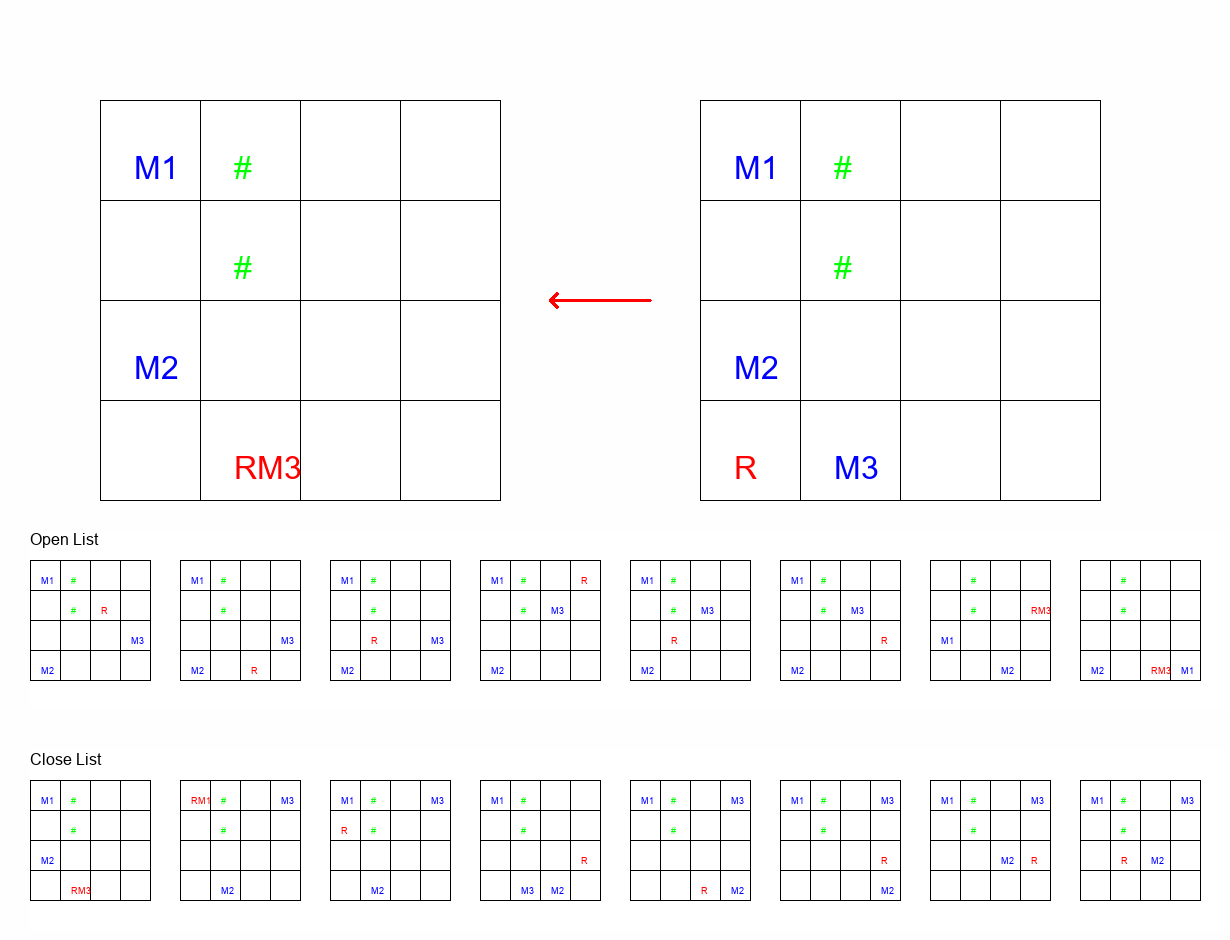 M1 # M1 #
# #
M2 M2
RM3 R M3
Open List
M1 # M1 # M1 # M1 # R M1 # M1 # # #
# R # # # M3 # M3 # M3 # RM3 #
M3 M3 R M3 R R M1
M2 M2 R M2 M2 M2 M2 M2 M2 RM3 M1
Close List
M1 # RM1 # M3 M1 # M3 M1 # M1 # M3 M1 # M3 M1 # M3 M1 # M3
# # R # # # # # #
M2 R R M2 R R M2
RM3 M2 M2 M3 M2 R M2 M2